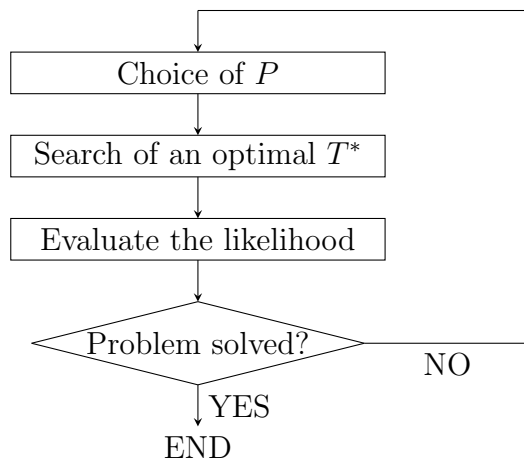 Choice of P
Search of an optimal T*
Evaluate the likelihood
Problem solved?
NO
YES
END